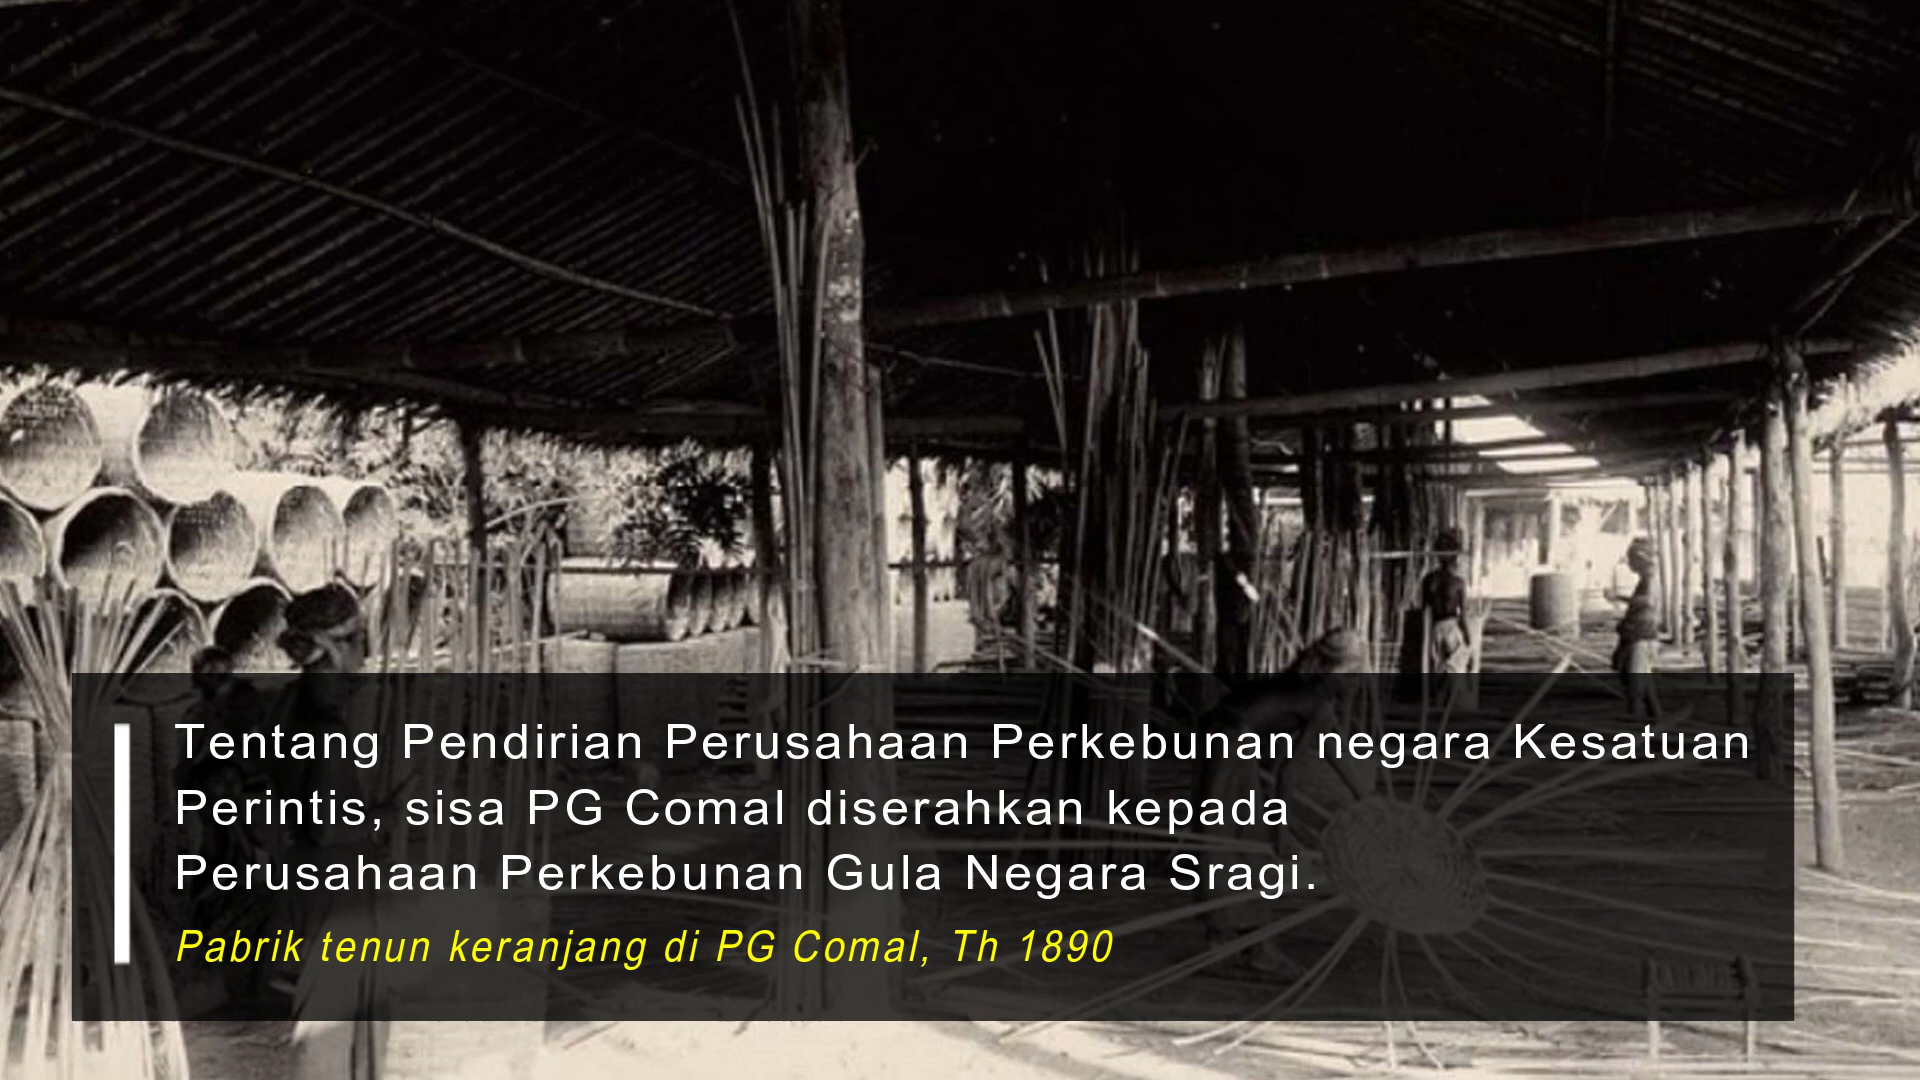 Tentang Pendirian Perusahaan Perkebunan negara Kesatuan
Perintis, sisa PG Comal diserahkan kepada
Perusahaan Perkebunan Gula Negara Sragi.
Pabrik tenun keranjang di PG Comal, Th 1890